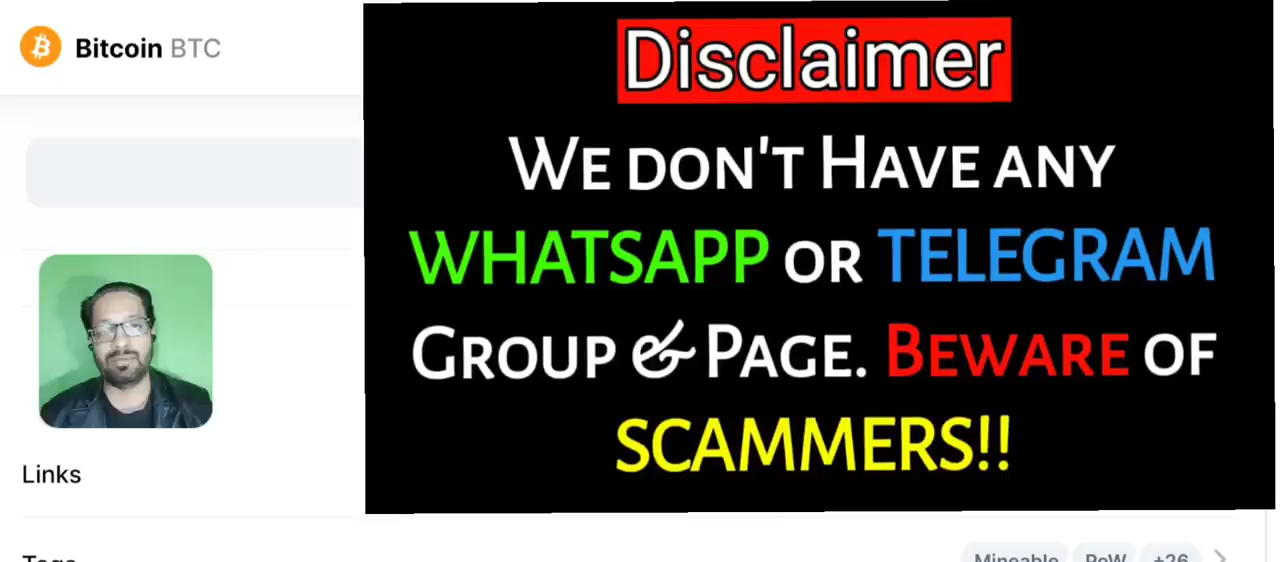 Bitcoin BTC
Disclaimer
We don't Have any
WHATSAPP or TELEGRAM
Group & Page. Beware of
SCAMMERS!!
Links
Tags
Mineable PoW +26